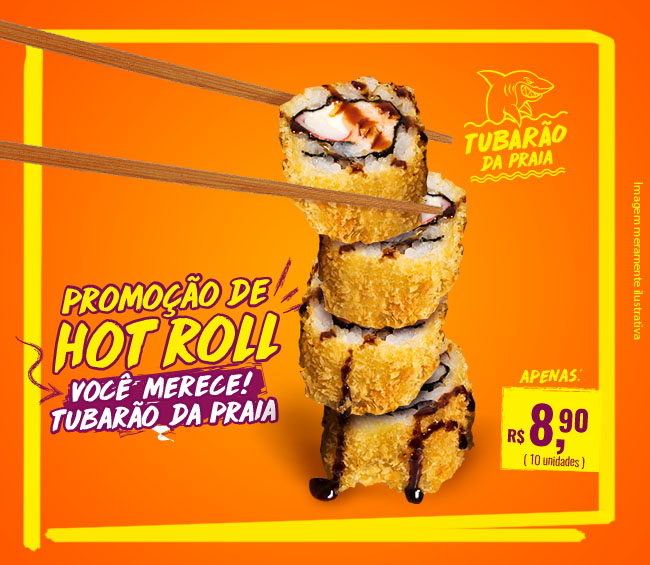 TUBARÃO
DA PRAIA
Imagem meramente ilustrativa
PROMOÇÃO DE
HOT ROLL
VOCÊ MERECE!
TUBARÃO DA PRAIA
APENAS:
R$ 8,90
( 10 unidades )